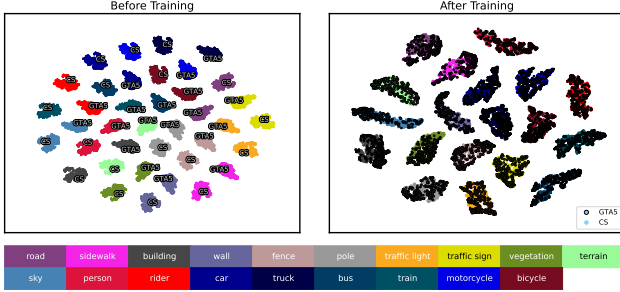 Before Training
After Training
CS
CS
CS
CS
GTA5
GTA5
CS
CS
GTA5
GTA5
CS
GTA5
CS
GTA5
GTA5
GTA5
GTA5
GTA5
GTA5
CS
GTA5
GTA5
GTA5
GTA5
CS
CS
GTA5
CS
CS
CS
CS
GTA5
CS
GTA5
GTA5
CS
CS
CS
GTA5
CS
road sidewalk building wall fence pole traffic light traffic sign vegetation terrain
sky person rider car truck bus train motorcycle bicycle